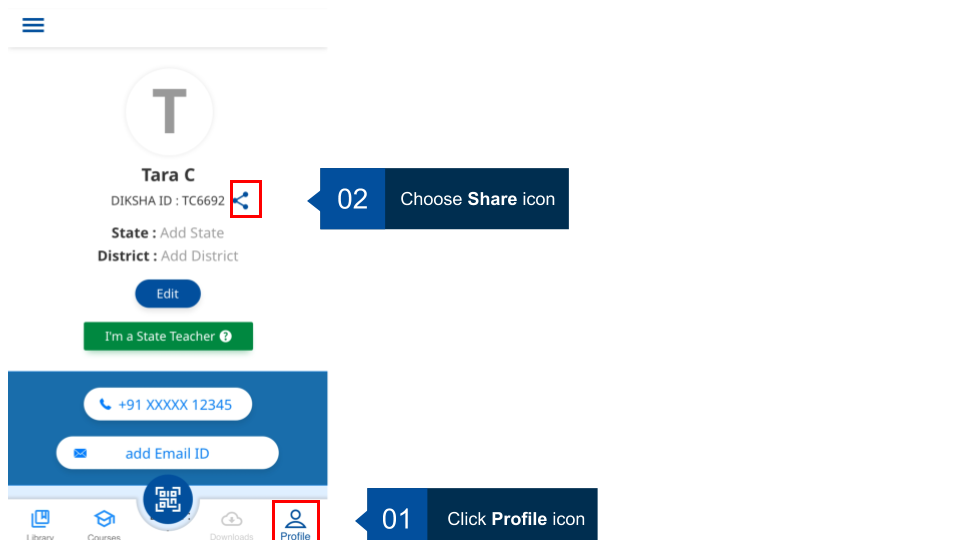 T
Tara C
DIKSHA ID : TC6692
02 Choose Share icon
State : Add State
District : Add District
Edit
I'm a State Teacher ?
+91 XXXXX 12345
add Email ID
01 Click Profile icon
Library Courses Downloads Profile